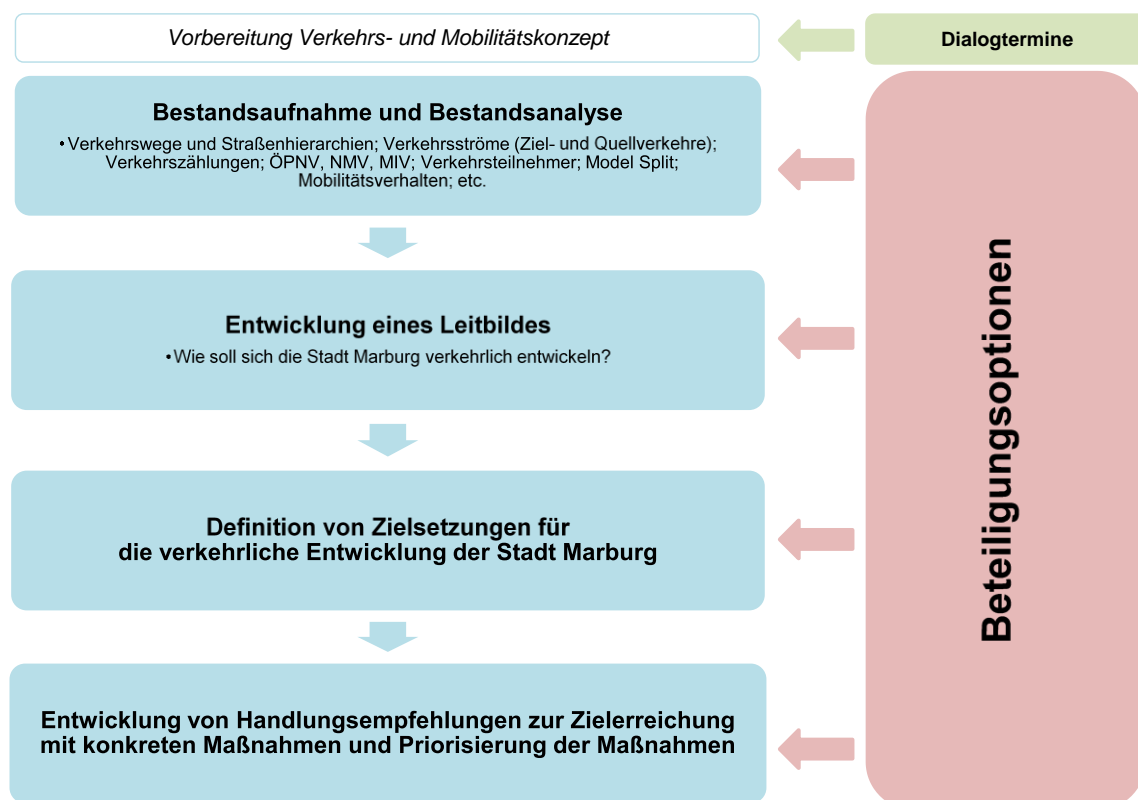 Vorbereitung Verkehrs- und Mobilitätskonzept
Dialogtermine
Bestandsaufnahme und Bestandsanalyse
•Verkehrswege und Straßenhierarchien; Verkehrsströme (Ziel- und Quellverkehre);
Verkehrszählungen; ÖPNV, NMV, MIV; Verkehrsteilnehmer; Model Split;
Mobilitätsverhalten; etc.
Entwicklung eines Leitbildes
•Wie soll sich die Stadt Marburg verkehrlich entwickeln?
Definition von Zielsetzungen für
die verkehrliche Entwicklung der Stadt Marburg
Entwicklung von Handlungsempfehlungen zur Zielerreichung
mit konkreten Maßnahmen und Priorisierung der Maßnahmen
Beteiligungsoptionen